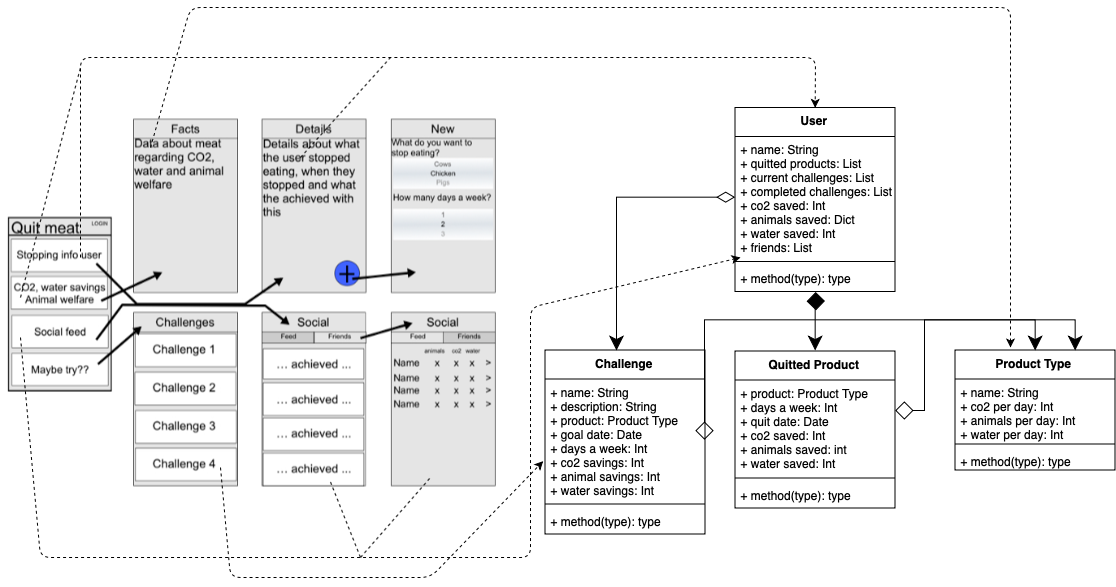 Quit meat
LOGIN
Stopping info user
CO2, water savings
Animal welfare
Social feed
Maybe try??
Facts
Data about meat
regarding CO2,
water and animal
welfare
Details
Details about what
the user stopped
eating, when they
stopped and what
the achieved with
this
New
What do you want to
stop eating?
Cows
Chicken
Pigs
How many days a week?
1
2
3
Challenges
Challenge 1
Challenge 2
Challenge 3
Challenge 4
Social
Feed
Friends
... achieved ...
... achieved ...
... achieved ...
... achieved ...
Social
Feed
Friends
animals co2 water
Name x x x >
Name x x x >
Name x x x >
Name x x x >
User
+ name: String
+ quitted products: List
+ current challenges: List
+ completed challenges: List
+ co2 saved: Int
+ animals saved: Dict
+ water saved: Int
+ friends: List
+ method(type): type
Challenge
+ name: String
+ description: String
+ product: Product Type
+ goal date: Date
+ days a week: Int
+ co2 savings: Int
+ animal savings: Int
+ water savings: Int
+ method(type): type
Quitted Product
+ product: Product Type
+ days a week: Int
+ quit date: Date
+ co2 saved: Int
+ animals saved: int
+ water saved: Int
+ method(type): type
Product Type
+ name: String
+ co2 per day: Int
+ animals per day: Int
+ water per day: Int
+ method(type): type